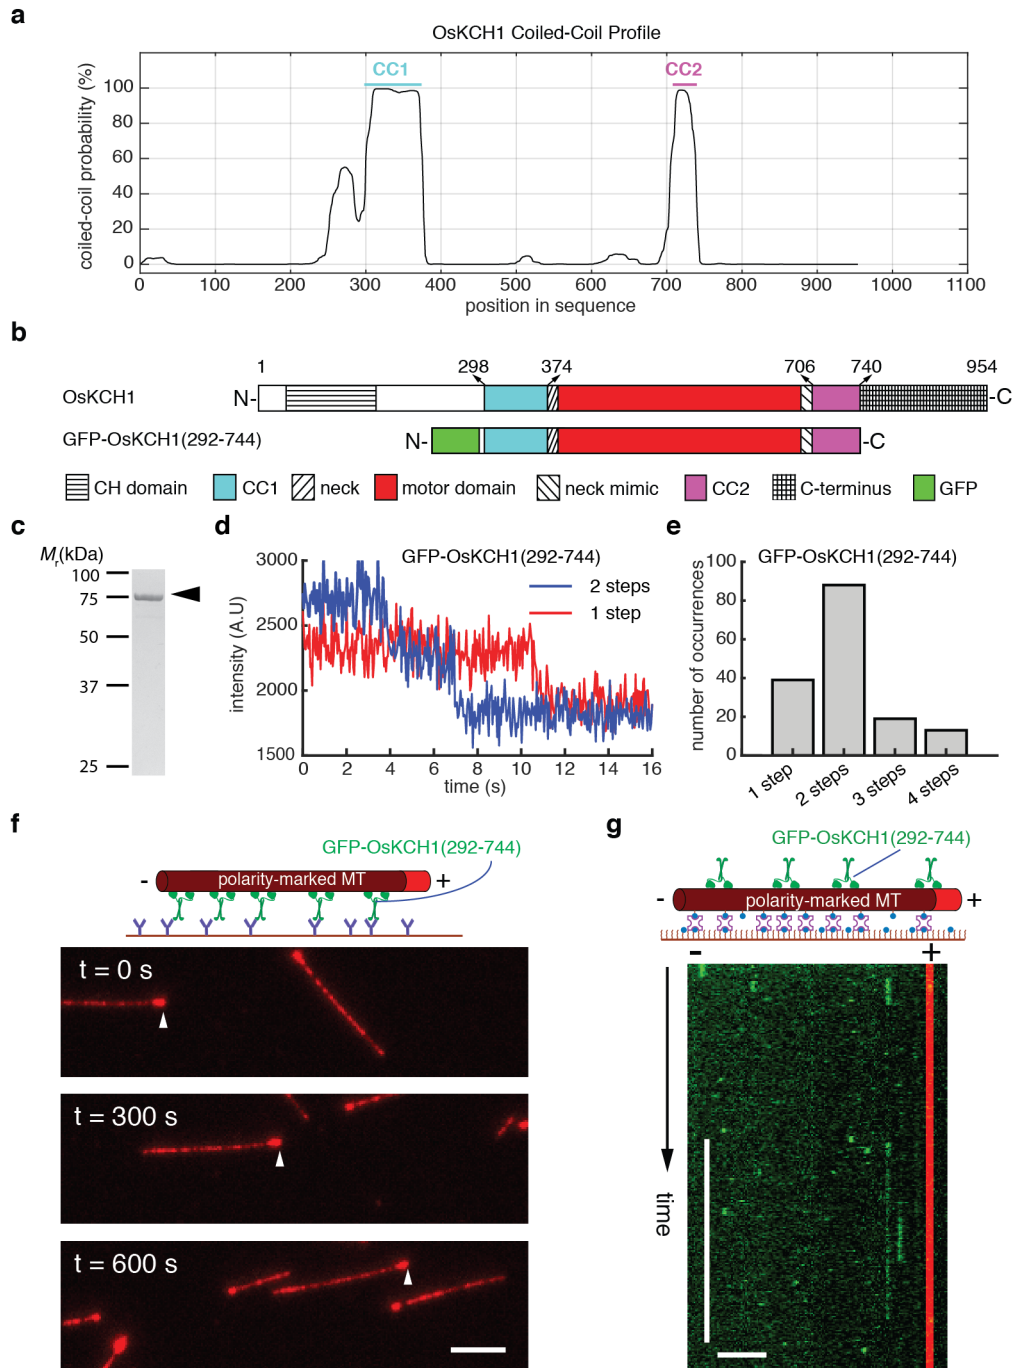 a
OsKCH1 Coiled-Coil Profile
CC1
CC2
coiled-coil probability (%)
100
80
60
40
20
0
0 100 200 300 400 500 600 700 800 900 1000 1100
position in sequence
b
1 298 374 706 740 954
OsKCH1 N- -C
GFP-OsKCH1(292-744) N- -C
CH domain CC1 neck motor domain neck mimic CC2 C-terminus GFP
c
Mr(kDa)
100
75
50
37
25
d
GFP-OsKCH1(292-744)
2 steps
1 step
intensity (A.U)
3000
2500
2000
1500
0 2 4 6 8 10 12 14 16
time (s)
e
GFP-OsKCH1(292-744)
number of occurrences
100
80
60
40
20
0
1 step 2 steps 3 steps 4 steps
f
GFP-OsKCH1(292-744)
- polarity-marked MT +
t = 0 s
t = 300 s
t = 600 s
g
GFP-OsKCH1(292-744)
- polarity-marked MT +
- +
time